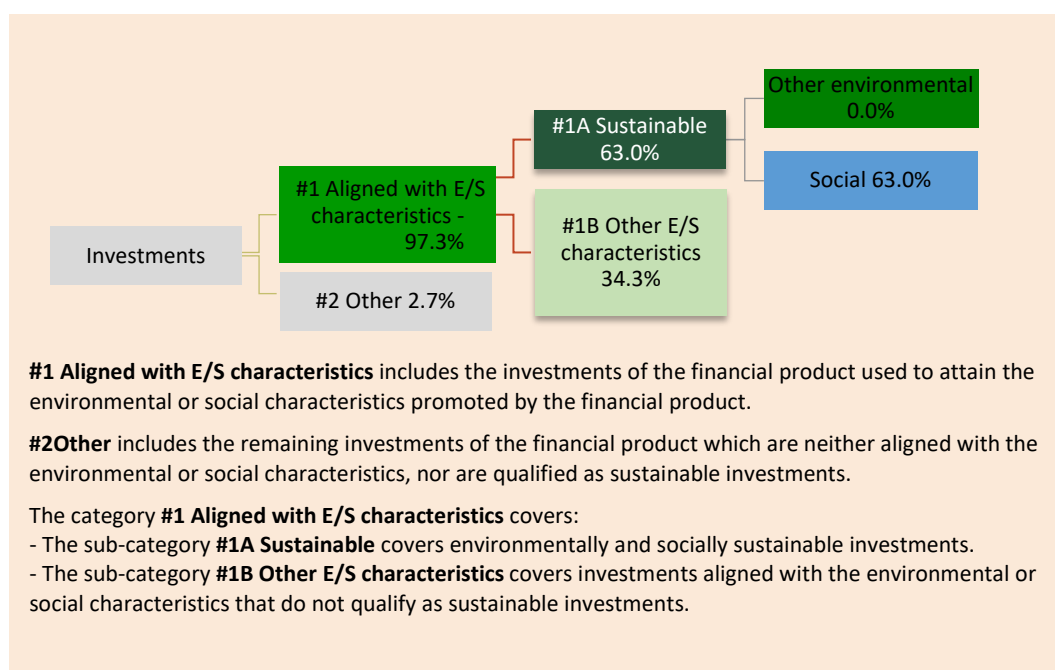 Investments
#1 Aligned with E/S
characteristics -
97.3%
#2 Other 2.7%
#1A Sustainable
63.0%
#1B Other E/S
characteristics
34.3%
Other environmental
0.0%
Social 63.0%
#1 Aligned with E/S characteristics includes the investments of the financial product used to attain the
environmental or social characteristics promoted by the financial product.
#2Other includes the remaining investments of the financial product which are neither aligned with the
environmental or social characteristics, nor are qualified as sustainable investments.
The category #1 Aligned with E/S characteristics covers:
- The sub-category #1A Sustainable covers environmentally and socially sustainable investments.
- The sub-category #1B Other E/S characteristics covers investments aligned with the environmental or
social characteristics that do not qualify as sustainable investments.